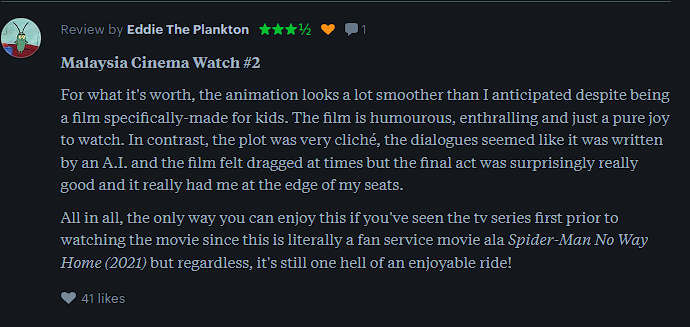 Review by Eddie The Plankton ★★★½ 1
Malaysia Cinema Watch #2
For what it's worth, the animation looks a lot smoother than I anticipated despite being
a film specifically-made for kids. The film is humourous, enthralling and just a pure joy
to watch. In contrast, the plot was very cliché, the dialogues seemed like it was written
by an A.I. and the film felt dragged at times but the final act was surprisingly really
good and it really had me at the edge of my seats.
All in all, the only way you can enjoy this if you've seen the tv series first prior to
watching the movie since this is literally a fan service movie ala Spider-Man No Way
Home (2021) but regardless, it's still one hell of an enjoyable ride!
41 likes